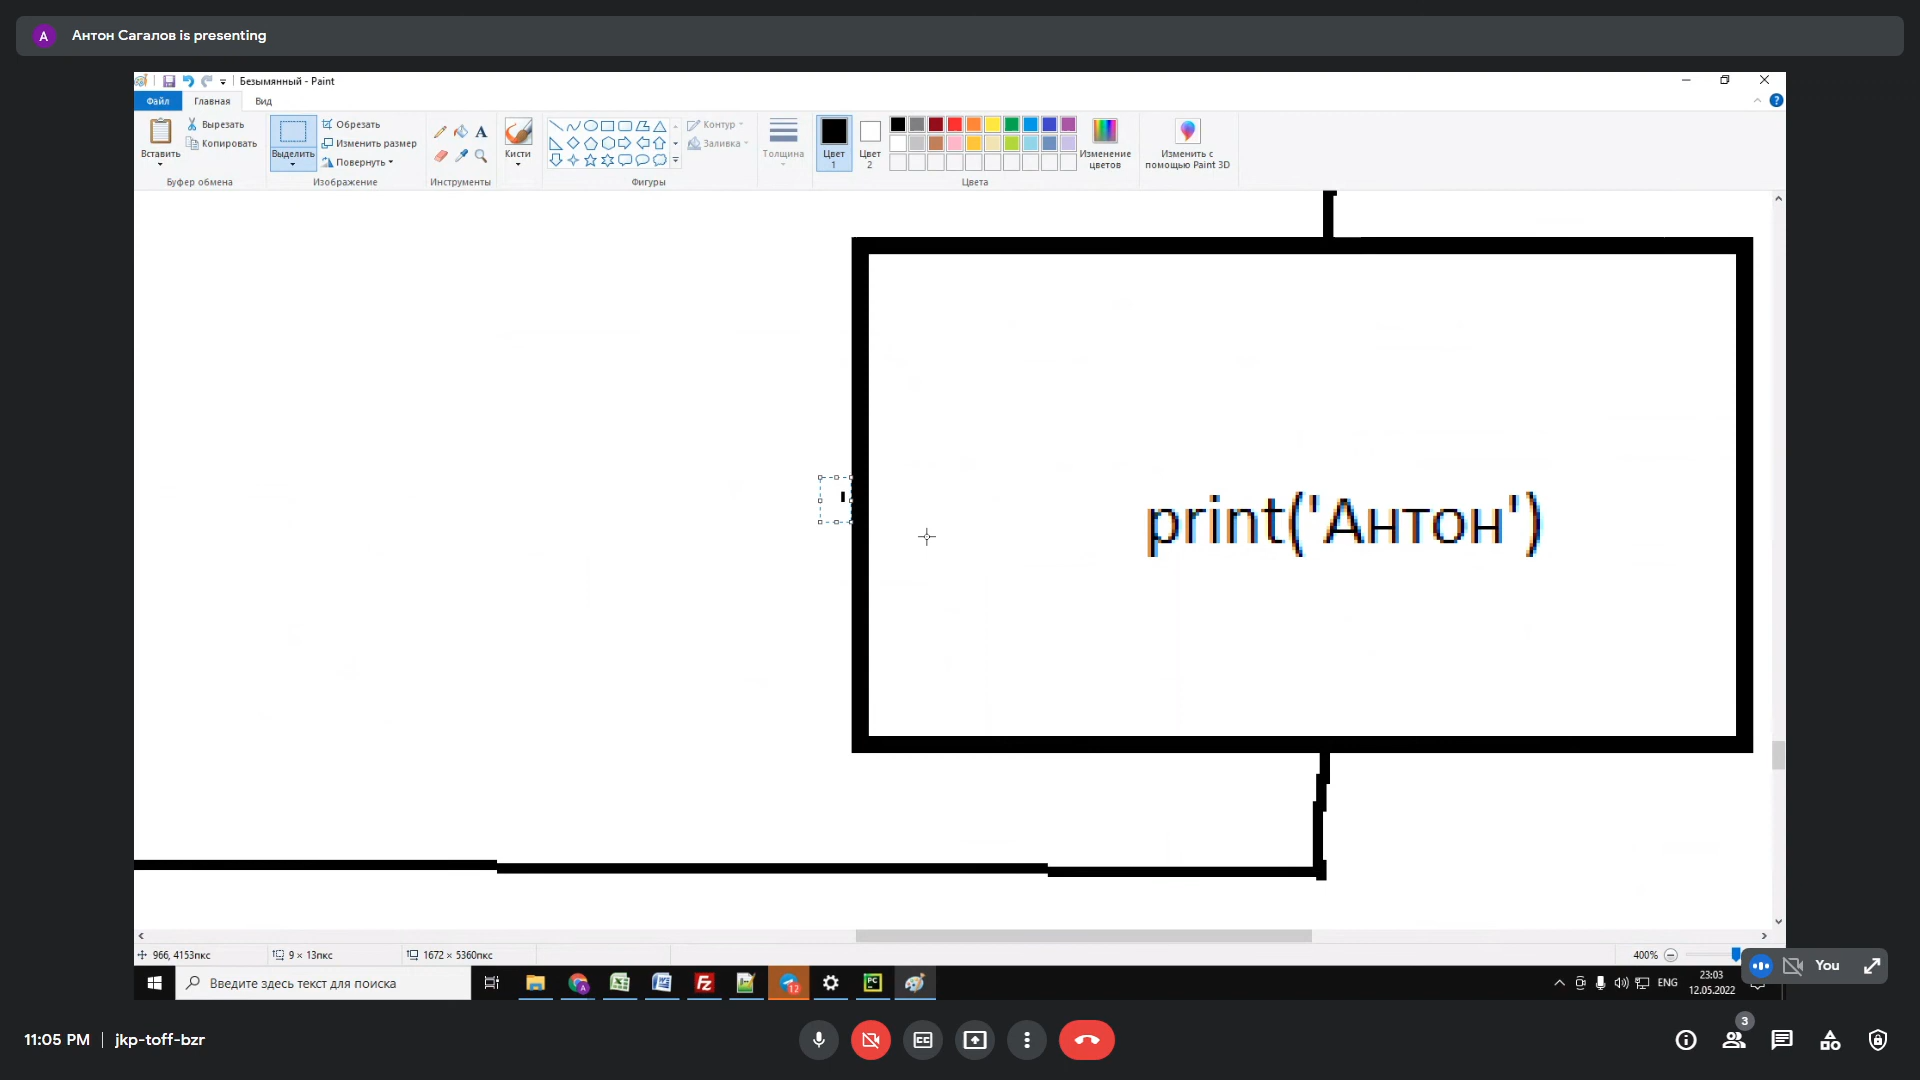 A
Антон Сагалов is presenting
Безымянный - Paint
Файл
Главная
Вид
Вставить
Вырезать
Копировать
Буфер обмена
Выделить
Обрезать
Изменить размер
Повернуть
Изображение
A
Инструменты
Кисти
Фигуры
Контур
Заливка
Толщина
Цвет 1
Цвет 2
Цвета
Изменение цветов
Изменить с помощью Paint 3D
'
print('Антон')
966, 4153пкс
9 × 13пкс
1672 × 5360пкс
400%
Введите здесь текст для поиска
12
ENG
23:03
12.05.2022
You
11:05 PM
jkp-toff-bzr
3